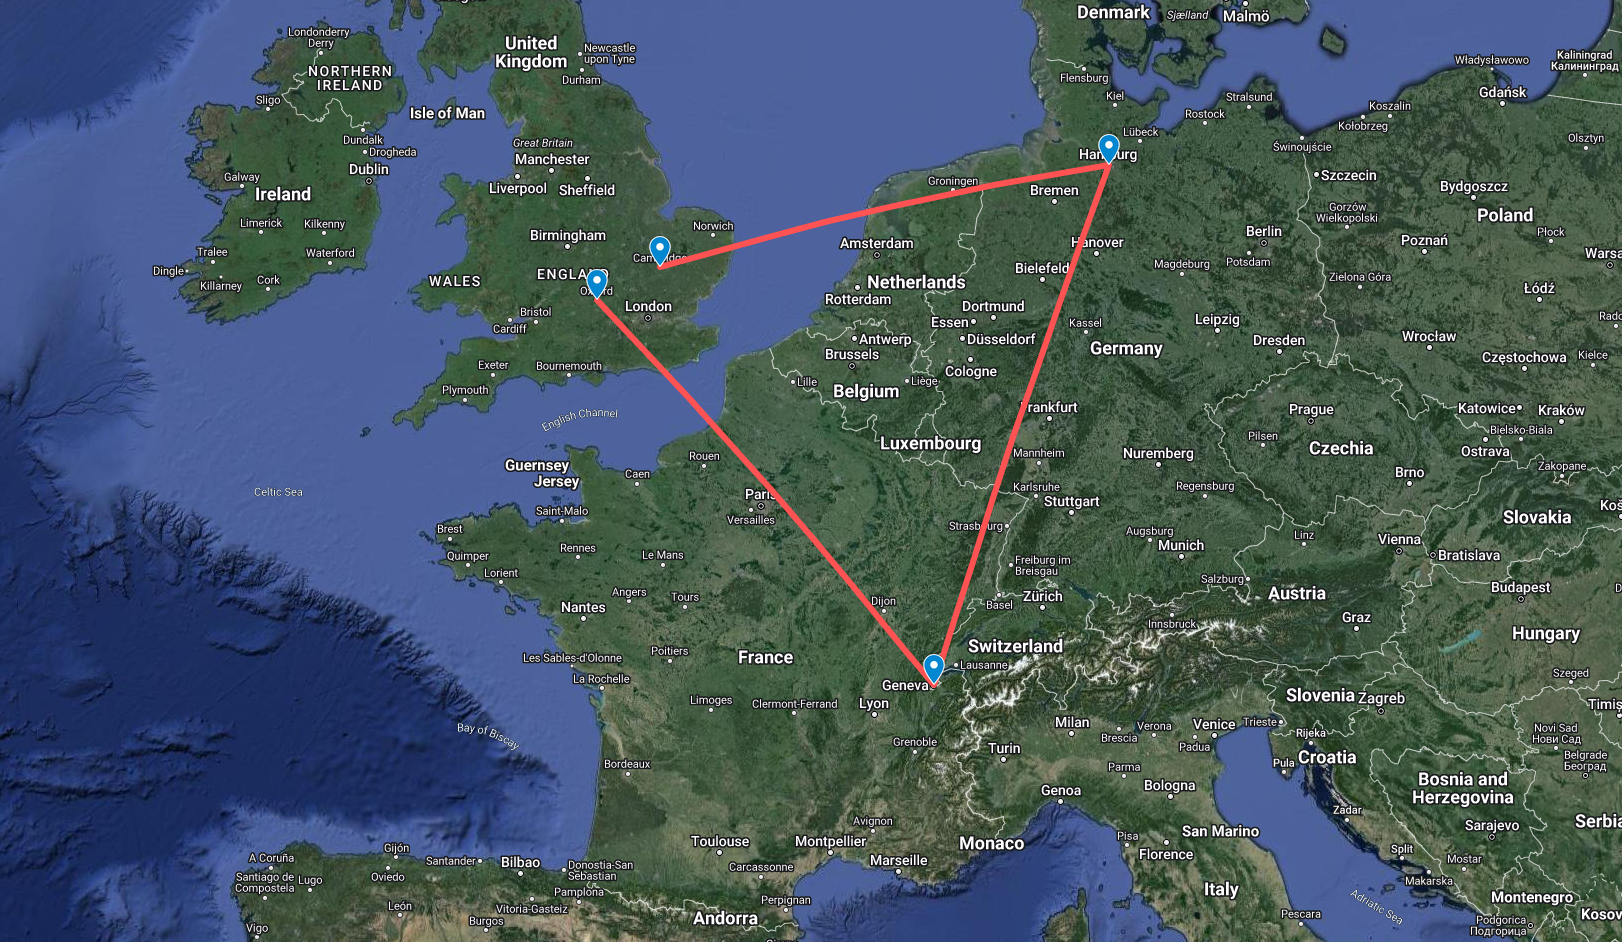 Denmark
Sjælland
Malmö
Londonderry
Derry
United
Kingdom
Newcastle
upon Tyne
Durham
NORTHERN
IRELAND
Sligo
Isle of Man
Flensburg
Kiel
Stralsund
Rostock
Lübeck
Władysławowo
Kaliningrad
Калининград
Gdańsk
Koszalin
Kołobrzeg
Olsztyn
Świnoujście
Dundalk
Drogheda
Dublin
Great Britain
Manchester
Liverpool
Sheffield
Galway
Ireland
Groningen
Bremen
Szczecin
Bydgoszcz
Poland
Gorzów
Wielkopolski
Limerick
Kilkenny
Norwich
Birmingham
Amsterdam
Hanover
Berlin
Poznań
Płock
Tralee
Waterford
Dingle
Killarney
Cork
WALES
Netherlands
Bielefeld
Magdeburg
Potsdam
Zielona Góra
Łódź
Rotterdam
London
Bristol
Cardiff
Dortmund
Essen
Düsseldorf
Kassel
Leipzig
Germany
Dresden
Wrocław
Częstochowa
Kielce
Antwerp
Brussels
Exeter
Bournemouth
Plymouth
Lille
Liège
Cologne
Belgium
English Channel
Frankfurt
Prague
Katowice
Kraków
Bielsko-Biala
Luxembourg
Pilsen
Czechia
Ostrava
Mannheim
Nuremberg
Zakopane
Guernsey
Jersey
Rouen
Caen
Brno
Celtic Sea
Paris
Versailles
Karlsruhe
Stuttgart
Regensburg
Saint-Malo
Brest
Strasbourg
Slovakia
Augsburg
Munich
Linz
Vienna
Bratislava
Quimper
Rennes
Le Mans
Lorient
Freiburg im
Breisgau
Salzburg
Budapest
Angers
Tours
Nantes
Dijon
Basel
Zürich
Austria
Innsbruck
Graz
Hungary
Switzerland
Les Sables-d'Olonne
Poitiers
France
Lausanne
La Rochelle
Geneva
Szeged
Slovenia
Zagreb
Limoges
Clermont-Ferrand
Lyon
Bay of Biscay
Grenoble
Milan
Brescia
Verona
Venice
Padua
Trieste
Rijeka
Novi Sad
Нови Сад
Turin
Croatia
Pula
Belgrade
Београд
Bordeaux
Parma
Bologna
Genoa
Bosnia and
Herzegovina
Zadar
Sarajevo
Avignon
Toulouse
Montpellier
Monaco
Pisa
San Marino
Florence
Marseille
Split
Mostar
Makarska
A Coruña
Gijón
Santander
Bilbao
Donostia-San
Sebastian
Carcassonne
Santiago de
Compostela
Lugo
Oviedo
Pamplona
Italy
Montenegro
Vitoria-Gasteiz
León
Burgos
Perpignan
Andorra
Adriatic Sea
Pescara
Podgorica
Подгорица
Vigo